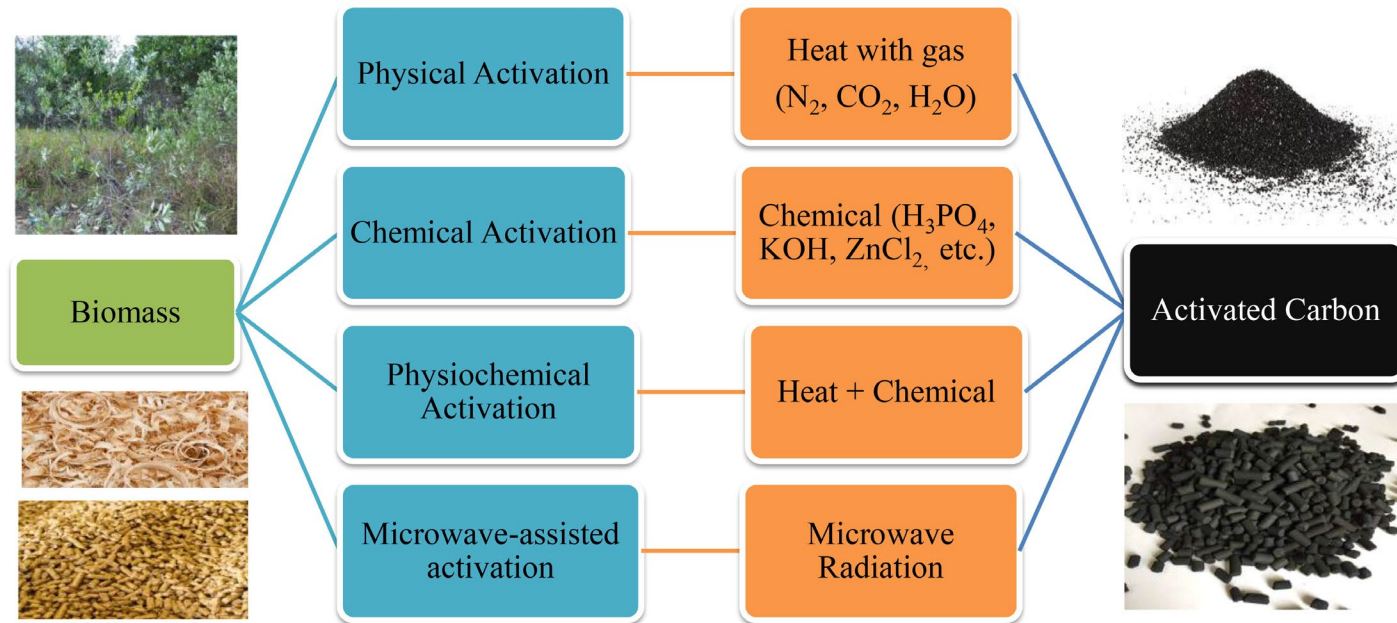 Biomass
Physical Activation
Heat with gas
(N₂, CO₂, H₂O)
Chemical Activation
Chemical (H₃PO₄,
KOH, ZnCl₂, etc.)
Physiochemical
Activation
Heat + Chemical
Microwave-assisted
activation
Microwave
Radiation
Activated Carbon